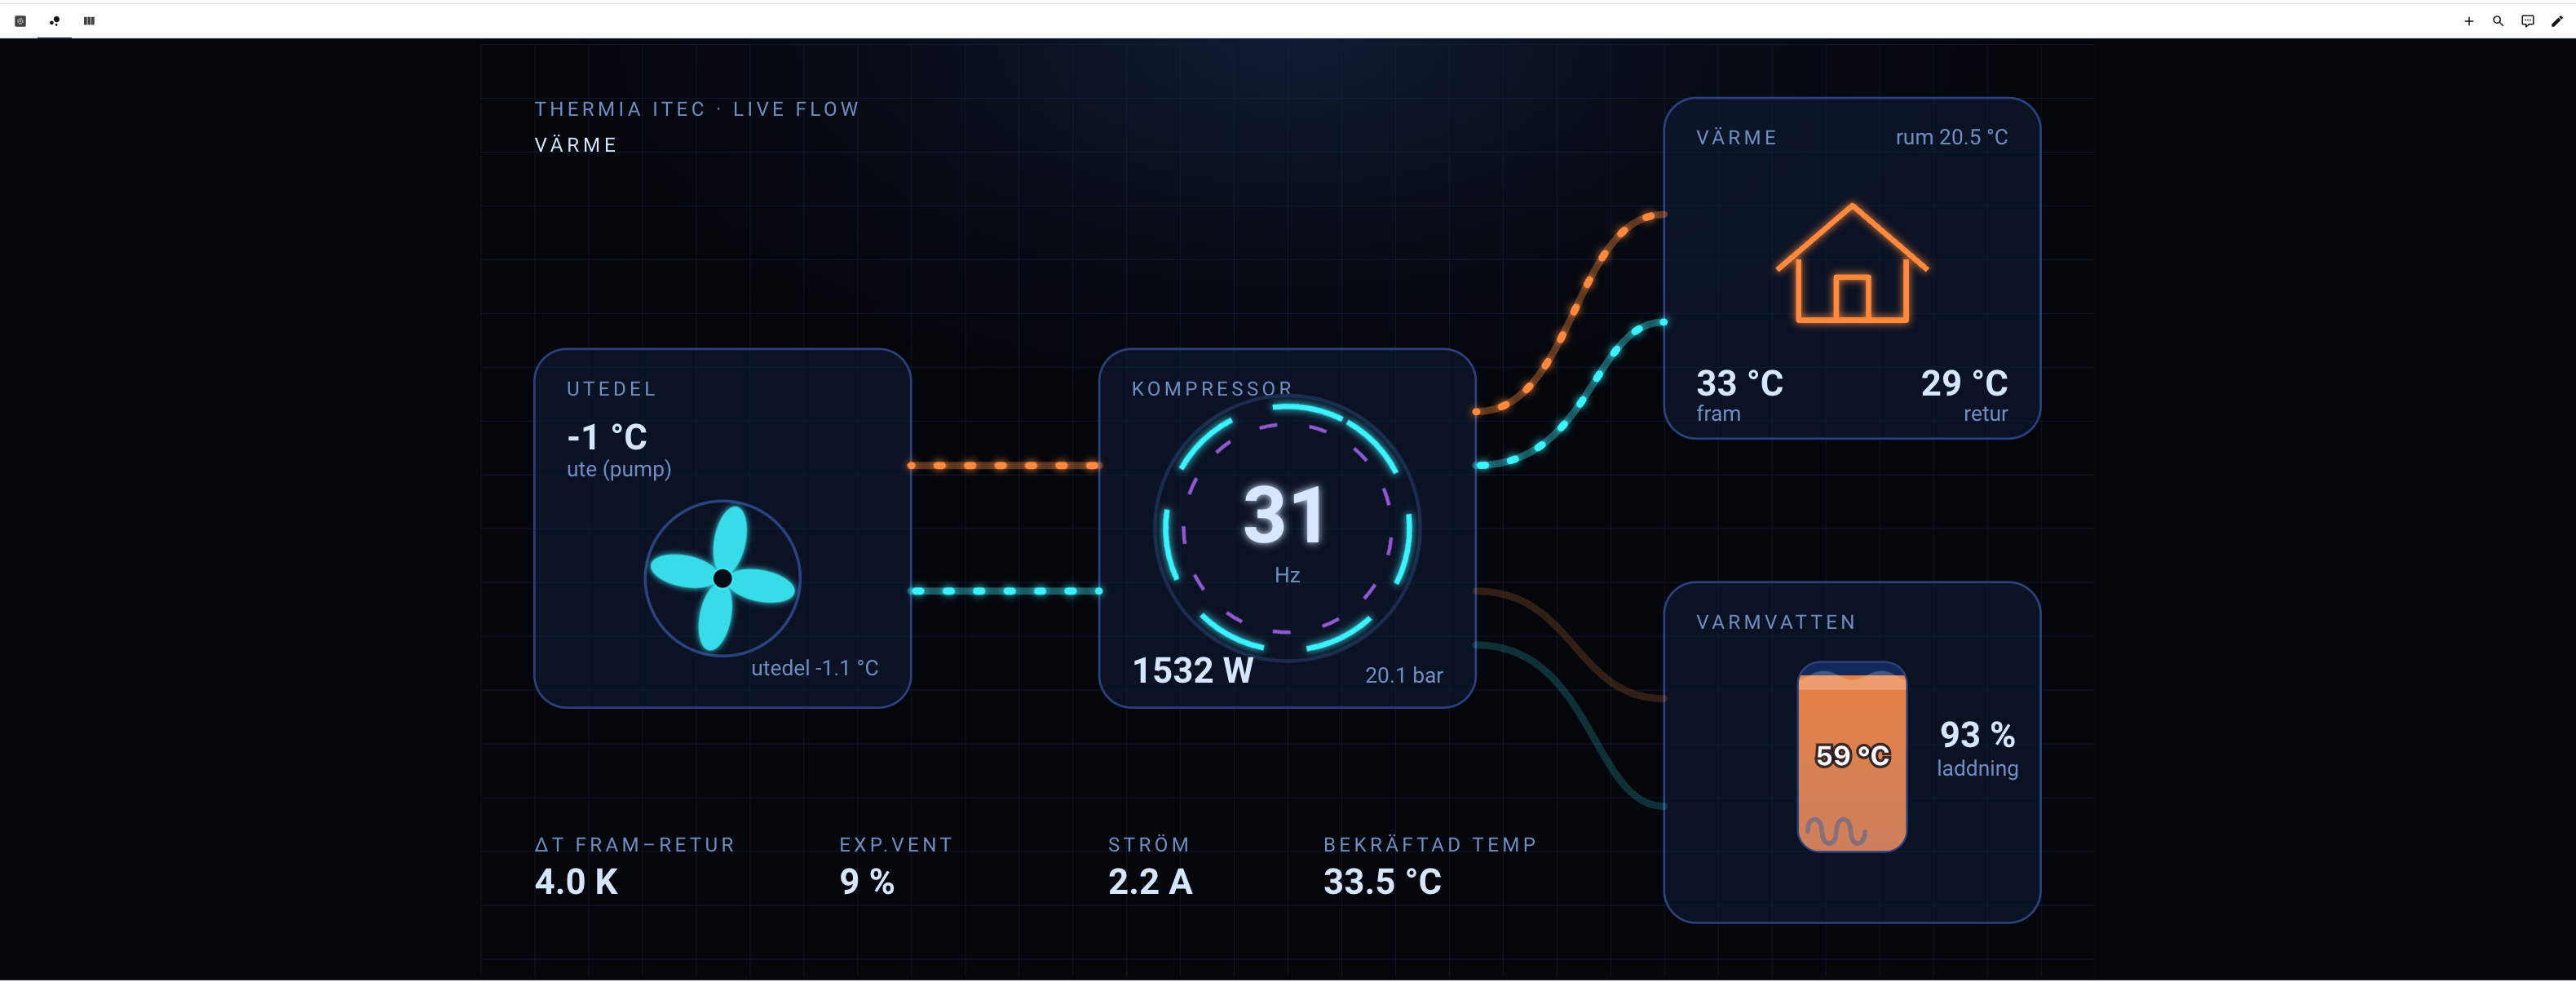 THERMIA ITEC · LIVE FLOW
VÄRME
VÄRME
rum 20.5 °C
33 °C
fram
29 °C
retur
UTEDEL
-1 °C
ute (pump)
utedel -1.1 °C
KOMPRESSOR
31
Hz
1532 W
20.1 bar
VARMVATTEN
59 °C
93 %
laddning
ΔT FRAM–RETUR
4.0 K
EXP.VENT
9 %
STRÖM
2.2 A
BEKRÄFTAD TEMP
33.5 °C